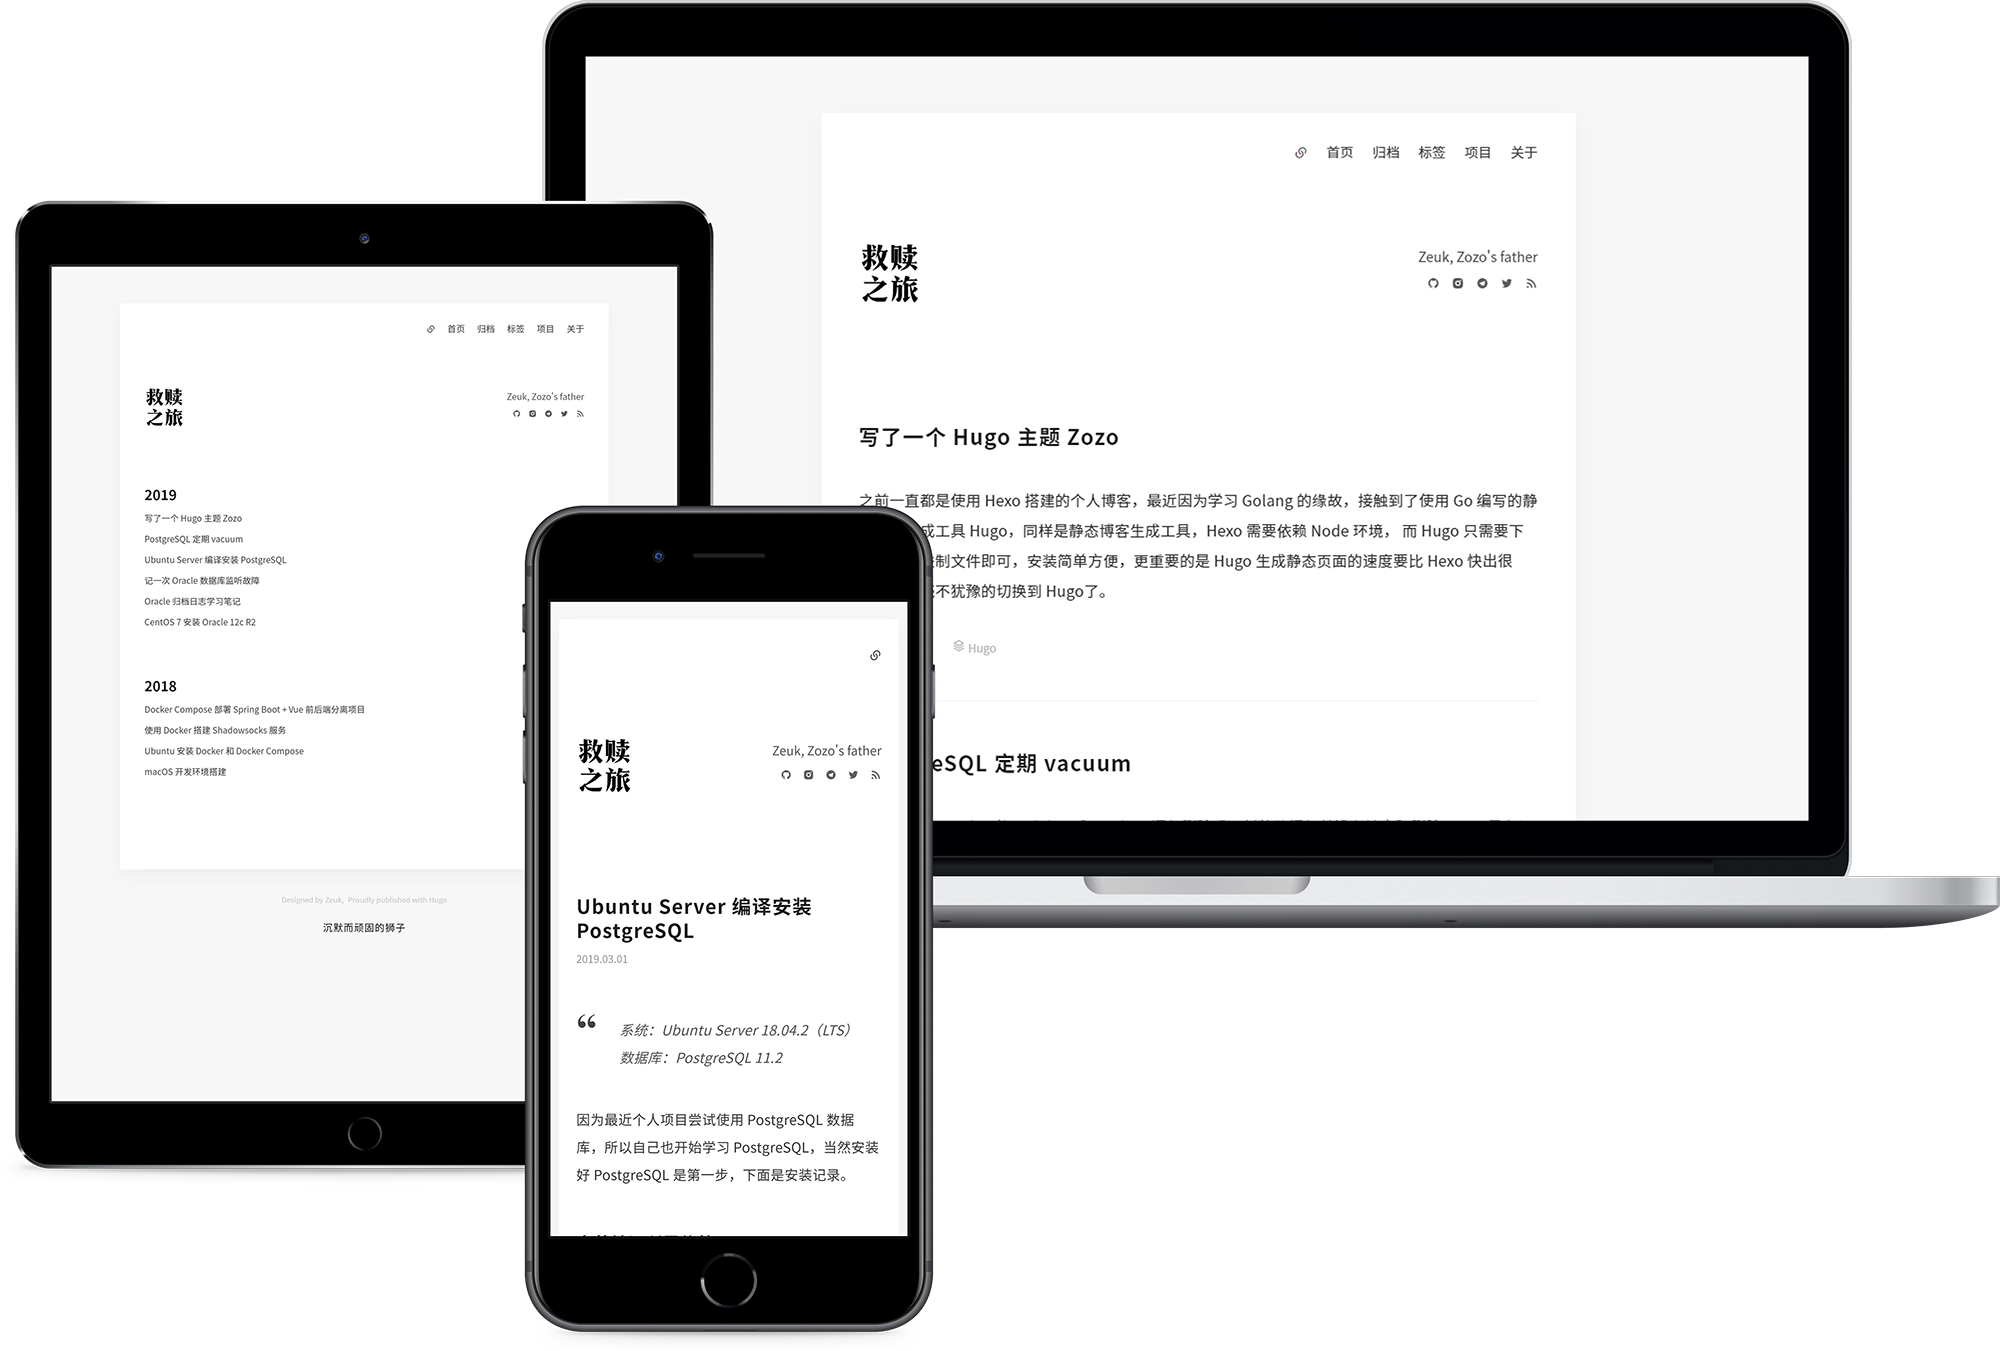 首页 归档 标签 项目 关于
救赎
之旅
Zeuk, Zozo's father
写了一个 Hugo 主题 Zozo
之前一直都是使用 Hexo 搭建的个人博客，最近因为学习 Golang 的缘故，接触到了使用 Go 编写的静
成工具 Hugo，同样是静态博客生成工具，Hexo 需要依赖 Node 环境， 而 Hugo 只需要下
制文件即可，安装简单方便，更重要的是 Hugo 生成静态页面的速度要比 Hexo 快出很
不犹豫的切换到 Hugo了。
Hugo
eSQL 定期 vacuum
首页 归档 标签 项目 关于
救赎
之旅
Zeuk, Zozo's father
2019
写了一个 Hugo 主题 Zozo
PostgreSQL 定期 vacuum
Ubuntu Server 编译安装 PostgreSQL
记一次 Oracle 数据库监听故障
Oracle 归档日志学习笔记
CentOS 7 安装 Oracle 12c R2
2018
Docker Compose 部署 Spring Boot + Vue 前后端分离项目
使用 Docker 搭建 Shadowsocks 服务
Ubuntu 安装 Docker 和 Docker Compose
macOS 开发环境搭建
Designed by Zeuk, Proudly published with Hugo
沉默而顽固的狮子
救赎
之旅
Zeuk, Zozo's father
Ubuntu Server 编译安装
PostgreSQL
2019.03.01
“
系统：Ubuntu Server 18.04.2（LTS）
数据库：PostgreSQL 11.2
因为最近个人项目尝试使用 PostgreSQL 数据
库，所以自己也开始学习 PostgreSQL，当然安装
好 PostgreSQL 是第一步，下面是安装记录。